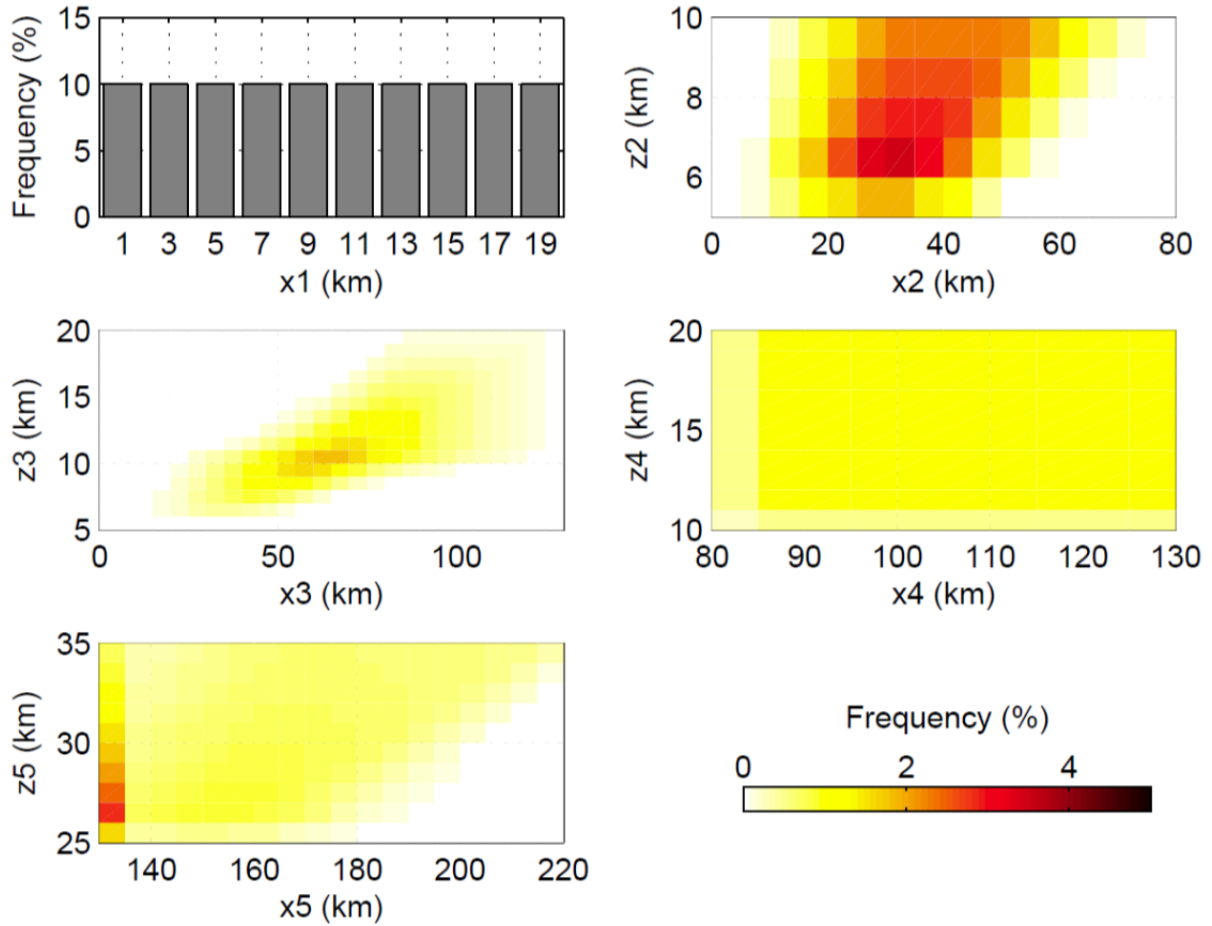 Frequency (%)
15
10
5
0
1 3 5 7 9 11 13 15 17 19
x1 (km)
z2 (km)
10
8
6
0 20 40 60 80
x2 (km)
z3 (km)
20
15
10
5
0 50 100
x3 (km)
z4 (km)
20
15
10
80 90 100 110 120 130
x4 (km)
z5 (km)
35
30
25
140 160 180 200 220
x5 (km)
Frequency (%)
0 2 4